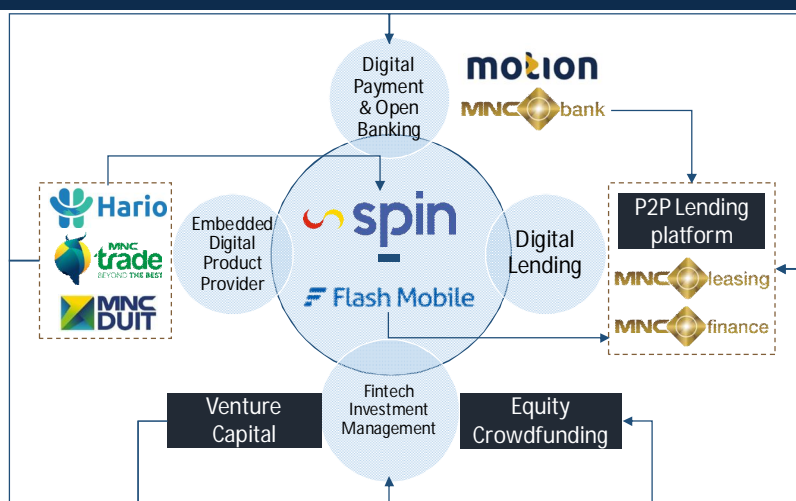 Digital
Payment
& Open
Banking
motion
MNC bank
Hario
MNC
trade
BEYOND THE BEST
MNC
DUIT
Embedded
Digital
Product
Provider
spin
Flash Mobile
Digital
Lending
P2P Lending
platform
MNC leasing
MNC finance
Venture
Capital
Fintech
Investment
Management
Equity
Crowdfunding